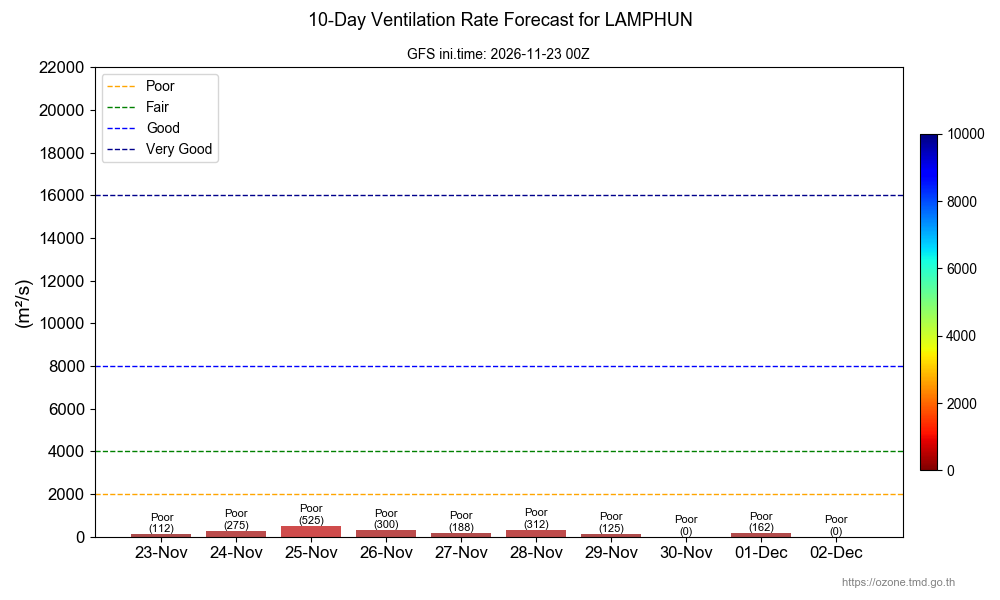 10-Day Ventilation Rate Forecast for LAMPHUN
GFS ini.time: 2026-11-23 00Z
22000
20000
18000
16000
14000
12000
10000
8000
6000
4000
2000
0
(m²/s)
Poor
Fair
Good
Very Good
Poor
(112)
Poor
(275)
Poor
(525)
Poor
(300)
Poor
(188)
Poor
(312)
Poor
(125)
Poor
(0)
Poor
(162)
Poor
(0)
23-Nov
24-Nov
25-Nov
26-Nov
27-Nov
28-Nov
29-Nov
30-Nov
01-Dec
02-Dec
10000
8000
6000
4000
2000
0
https://ozone.tmd.go.th